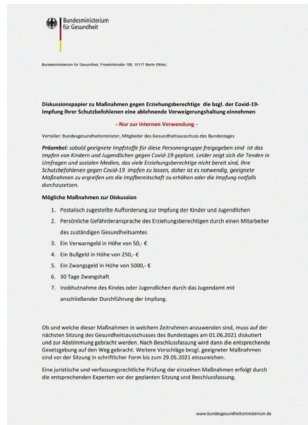 Bundesministerium
für Gesundheit
Bundesministerium für Gesundheit, Friedrichstraße 108, 10117 Berlin (Mitte)
Diskussionspapier zu Maßnahmen gegen Erziehungsberechtige die bzgl. der Covid-19-
Impfung ihrer Schutzbefohlenen eine ablehnende Verweigerungshaltung einnehmen
- Nur zur internen Verwendung -
Verteiler: Bundesgesundheitsminister, Mitglieder des Gesundheitsausschuss des Bundestages
Präambel: sobald geeignete Impfstoffe für diese Personengruppe freigegeben sind ist das
Impfen von Kindern und Jugendlichen gegen Covid-19 geplant. Leider zeigt sich die Tenden in
Umfragen und sozialen Medien, das viele Erziehungsberechtigte nicht bereit sind, ihre
Schutzbefohlenen gegen Covid-19 impfen zu lassen, daher ist es notwendig, geeignete
Maßnahmen zu ergreifen um die Impfbereitschaft zu erhöhen oder die Impfung notfalls
durchzusetzen.
Mögliche Maßnahmen zur Diskussion
1. Postalisch zugestellte Aufforderung zur Impfung der Kinder und Jugendlichen
2. Persönliche Gefährderansprache des Erziehungsberechtigen durch einen Mitarbeiter
des zuständigen Gesundheitsamtes
3. Ein Verwarngeld in Höhe von 50,- €
4. Ein Bußgeld in Höhe von 250,- €
5. Ein Zwangsgeld in Höhe von 5000,- €
6. 30 Tage Zwangshaft
7. Inobhutnahme des Kindes oder Jugendlichen durch das Jugendamt mit
anschließender Durchführung der Impfung.
Ob und welche dieser Maßnahmen in welchem Zeitrahmen anzuwenden sind, muss auf der
nächsten Sitzung des Gesundheitsausschusses des Bundestages am 01.06.2021 diskutiert
und zur Abstimmung gebracht werden. Nach Beschlussfassung wird dann die entsprechende
Gesetzgebung auf den Weg gebracht. Weitere Vorschläge bezgl. geeigneter Maßnahmen
sind vor der Sitzung in schriftlicher Form bis zum 29.05.2021 einzureichen.
Eine juristische und verfassungsrechtliche Prüfung der einzelnen Maßnahmen erfolgt durch
die entsprechenden Experten vor der geplanten Sitzung und Beschlussfassung.
www.bundesgesundheitsministerium.de